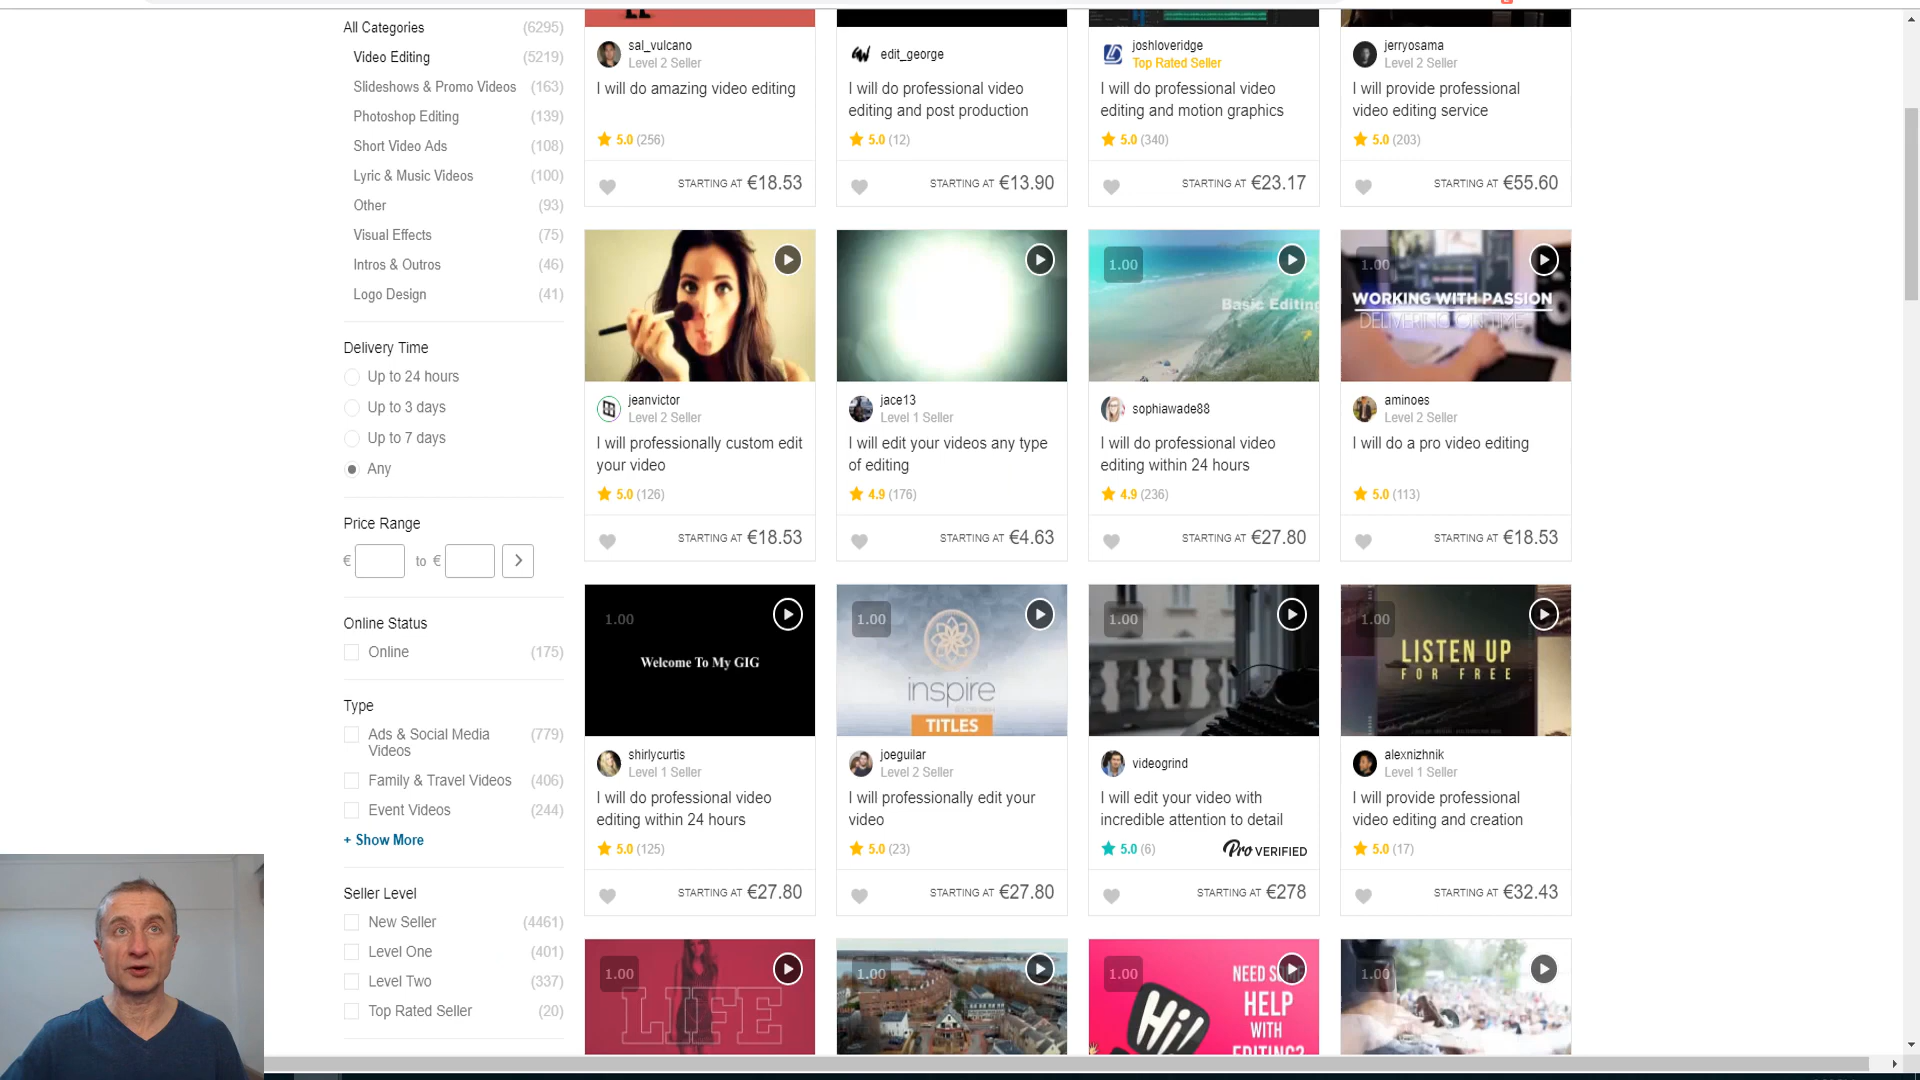 All Categories (6295)
Video Editing (5219)
Slideshows & Promo Videos (163)
Photoshop Editing (139)
Short Video Ads (108)
Lyric & Music Videos (100)
Other (93)
Visual Effects (75)
Intros & Outros (46)
Logo Design (41)
Delivery Time
Up to 24 hours
Up to 3 days
Up to 7 days
Any
Price Range
€ to €
Online Status
Online (175)
Type
Ads & Social Media (779)
Videos
Family & Travel Videos (406)
Event Videos (244)
+ Show More
Seller Level
New Seller (4461)
Level One (401)
Level Two (337)
Top Rated Seller (20)
sal_vulcano
Level 2 Seller
I will do amazing video editing
5.0 (256)
STARTING AT €18.53
edit_george
I will do professional video
editing and post production
5.0 (12)
STARTING AT €13.90
joshloveridge
Top Rated Seller
I will do professional video
editing and motion graphics
5.0 (340)
STARTING AT €23.17
jerryosama
Level 2 Seller
I will provide professional
video editing service
5.0 (203)
STARTING AT €55.60
jeanvictor
Level 2 Seller
I will professionally custom edit
your video
5.0 (126)
STARTING AT €18.53
jace13
Level 1 Seller
I will edit your videos any type
of editing
4.9 (176)
STARTING AT €4.63
1.00
Basic Editing
sophiawade88
I will do professional video
editing within 24 hours
4.9 (236)
STARTING AT €27.80
1.00
WORKING WITH PASSION
DELIVERING ON TIME
aminoes
Level 2 Seller
I will do a pro video editing
5.0 (113)
STARTING AT €18.53
1.00
Welcome To My GIG
shirlycurtis
Level 1 Seller
I will do professional video
editing within 24 hours
5.0 (125)
STARTING AT €27.80
1.00
inspire
TITLES
joeguilar
Level 2 Seller
I will professionally edit your
video
5.0 (23)
STARTING AT €27.80
1.00
videogrind
I will edit your video with
incredible attention to detail
5.0 (6) Pro VERIFIED
STARTING AT €278
1.00
LISTEN UP
FOR FREE
alexnizhnik
Level 1 Seller
I will provide professional
video editing and creation
5.0 (17)
STARTING AT €32.43
1.00
LIFE
1.00
1.00
NEED
HELP
WITH
EDITING?
Hi!
1.00